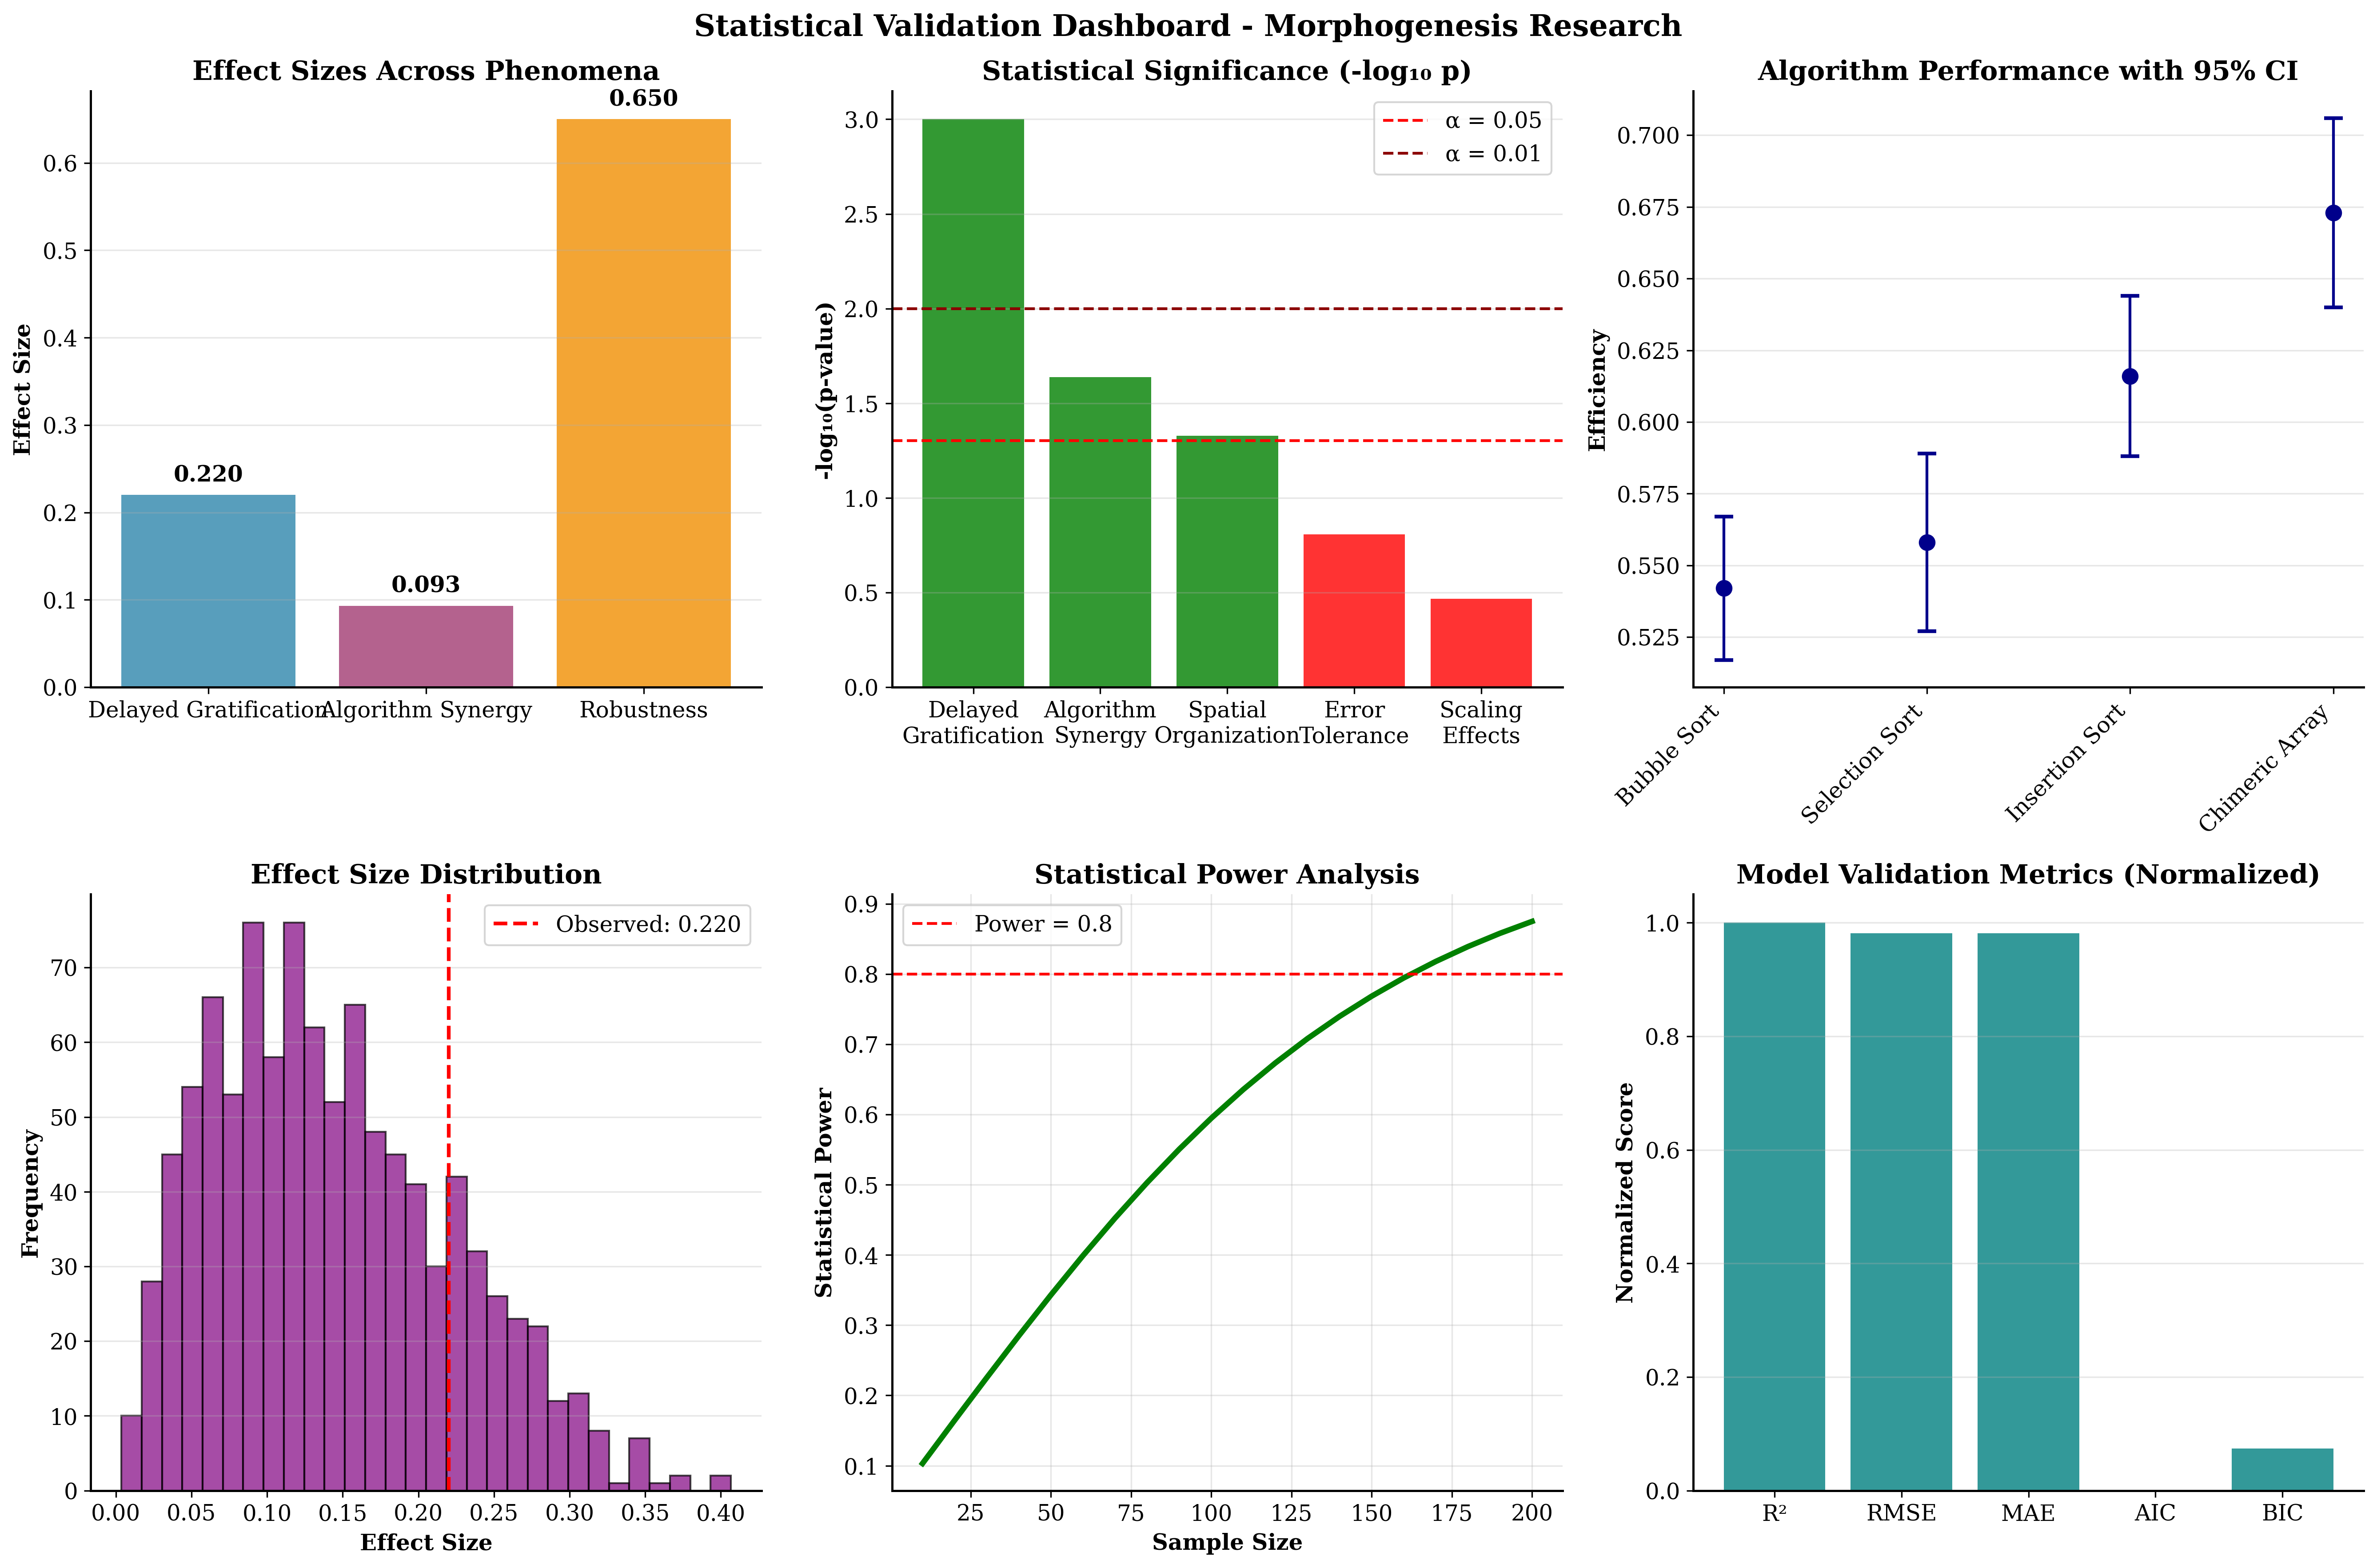 Statistical Validation Dashboard - Morphogenesis Research
Effect Sizes Across Phenomena
0.650
0.220
0.093
Effect Size
0.6
0.5
0.4
0.3
0.2
0.1
0.0
Delayed Gratification
Algorithm Synergy
Robustness
Statistical Significance (-log₁₀ p)
α = 0.05
α = 0.01
-log₁₀(p-value)
3.0
2.5
2.0
1.5
1.0
0.5
0.0
Delayed
Gratification
Algorithm
Synergy
Spatial
Organization
Error
Tolerance
Scaling
Effects
Algorithm Performance with 95% CI
Efficiency
0.700
0.675
0.650
0.625
0.600
0.575
0.550
0.525
Bubble Sort
Selection Sort
Insertion Sort
Chimeric Array
Effect Size Distribution
Observed: 0.220
Frequency
70
60
50
40
30
20
10
0
0.00
0.05
0.10
0.15
0.20
0.25
0.30
0.35
0.40
Effect Size
Statistical Power Analysis
Power = 0.8
Statistical Power
0.9
0.8
0.7
0.6
0.5
0.4
0.3
0.2
0.1
25
50
75
100
125
150
175
200
Sample Size
Model Validation Metrics (Normalized)
Normalized Score
1.0
0.8
0.6
0.4
0.2
0.0
R²
RMSE
MAE
AIC
BIC